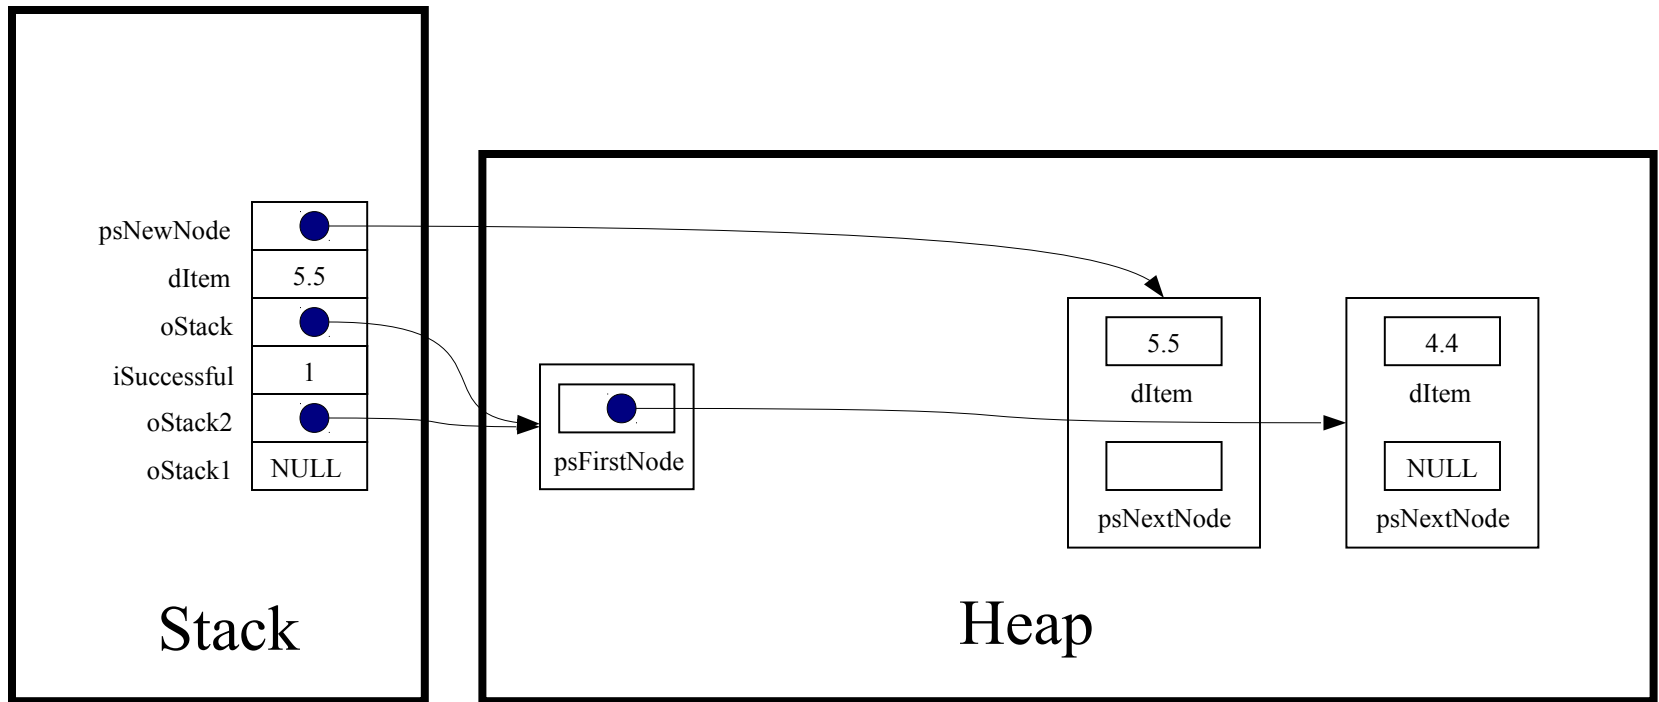 psNewNode
dItem 5.5
oStack
iSuccessful 1
oStack2
oStack1 NULL
Stack
psFirstNode
5.5
dItem
psNextNode
4.4
dItem
NULL
psNextNode
Heap